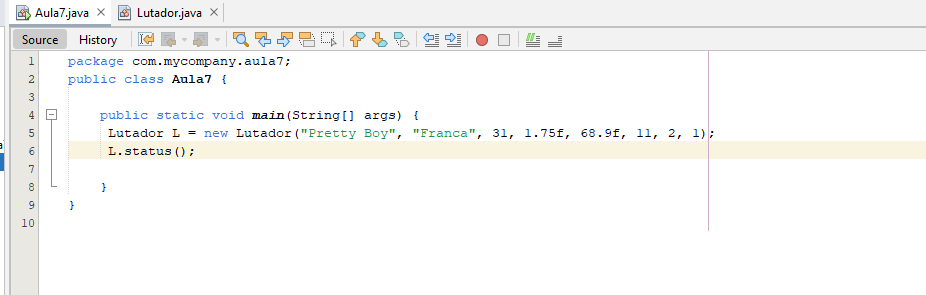 Aula7.java × Lutador.java ×
Source History
1 package com.mycompany.aula7;
2 public class Aula7 {
3
4 public static void main(String[] args) {
5 Lutador L = new Lutador("Pretty Boy", "Franca", 31, 1.75f, 68.9f, 11, 2, 1);
6 L.status();
7
8 }
9 }
10